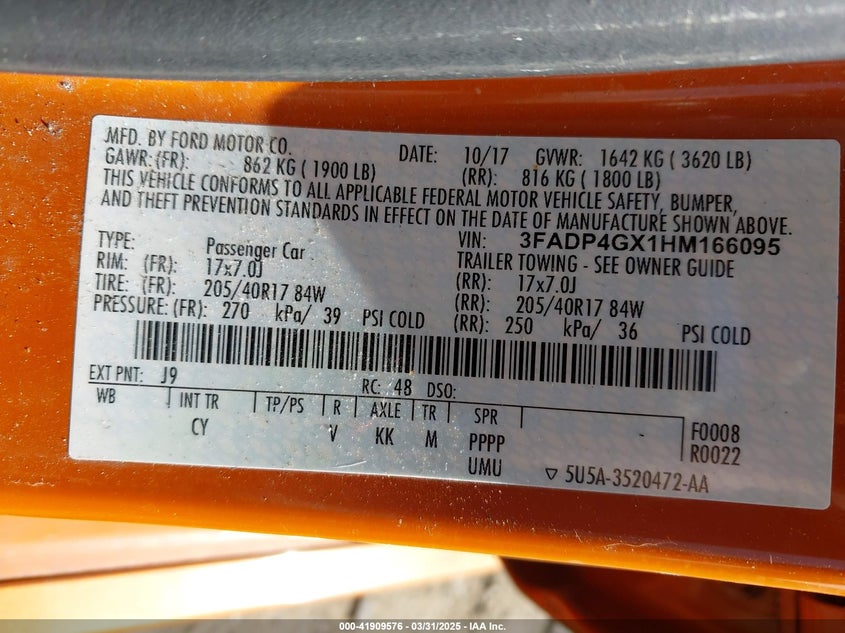 MFD. BY FORD MOTOR CO. DATE: 10/17 GVWR: 1642 KG ( 3620 LB)
GAWR: (FR): 862 KG ( 1900 LB) (RR): 816 KG ( 1800 LB)
THIS VEHICLE CONFORMS TO ALL APPLICABLE FEDERAL MOTOR VEHICLE SAFETY, BUMPER,
AND THEFT PREVENTION STANDARDS IN EFFECT ON THE DATE OF MANUFACTURE SHOWN ABOVE.
VIN: 3FADP4GX1HM166095
TYPE: Passenger Car TRAILER TOWING - SEE OWNER GUIDE
RIM: (FR): 17x7.0J (RR): 17x7.0J
TIRE: (FR): 205/40R17 84W (RR): 205/40R17 84W
PRESSURE: (FR): 270 kPa/ 39 PSI COLD (RR): 250 kPa/ 36 PSI COLD
EXT PNT: J9 RC: 48 DSO:
WB INT TR TP/PS R AXLE TR SPR
CY V KK M PPPP
UMU
F0008
R0022
▽ 5U5A-3520472-AA
000-41909576 - 03/31/2025 - IAA Inc.